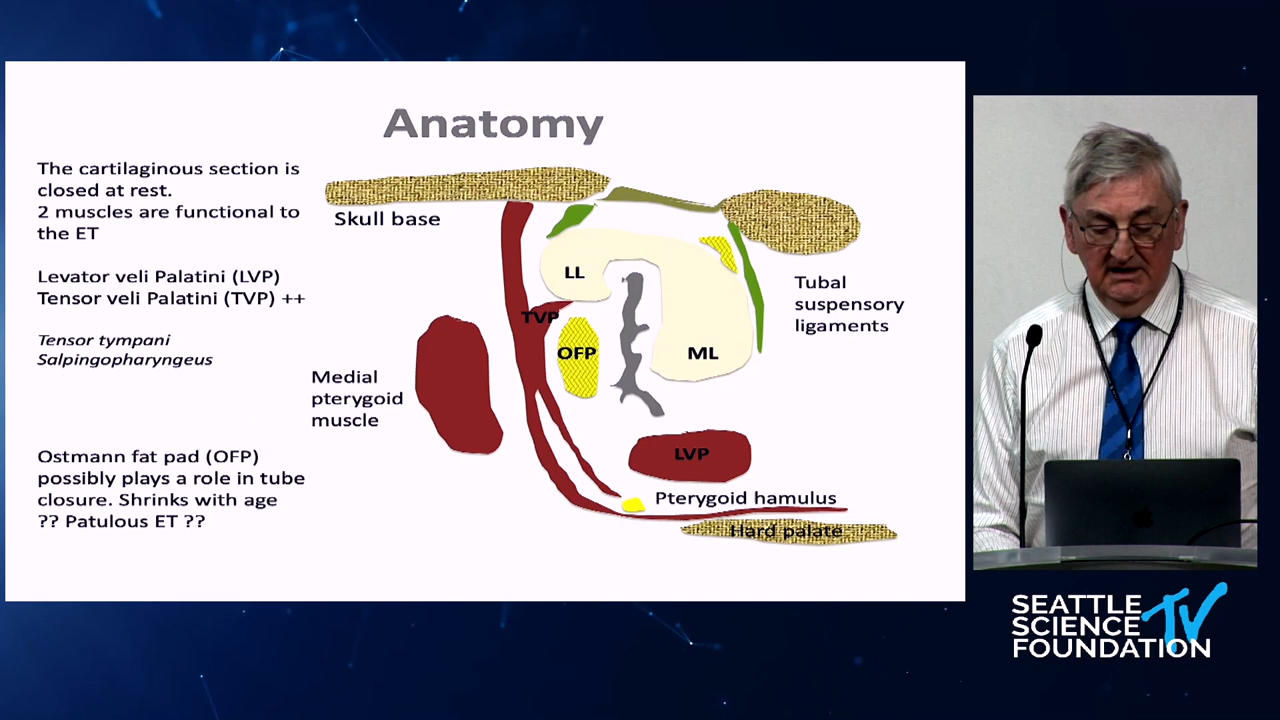 Anatomy
The cartilaginous section is
closed at rest.
2 muscles are functional to
the ET
Levator veli Palatini (LVP)
Tensor veli Palatini (TVP) ++
Tensor tympani
Salpingopharyngeus
Ostmann fat pad (OFP)
possibly plays a role in tube
closure. Shrinks with age
?? Patulous ET ??
Skull base
LL
TVP
OFP
ML
Tubal
suspensory
ligaments
Medial
pterygoid
muscle
LVP
Pterygoid hamulus
Hard palate
SEATTLE
SCIENCE
FOUNDATION
TV